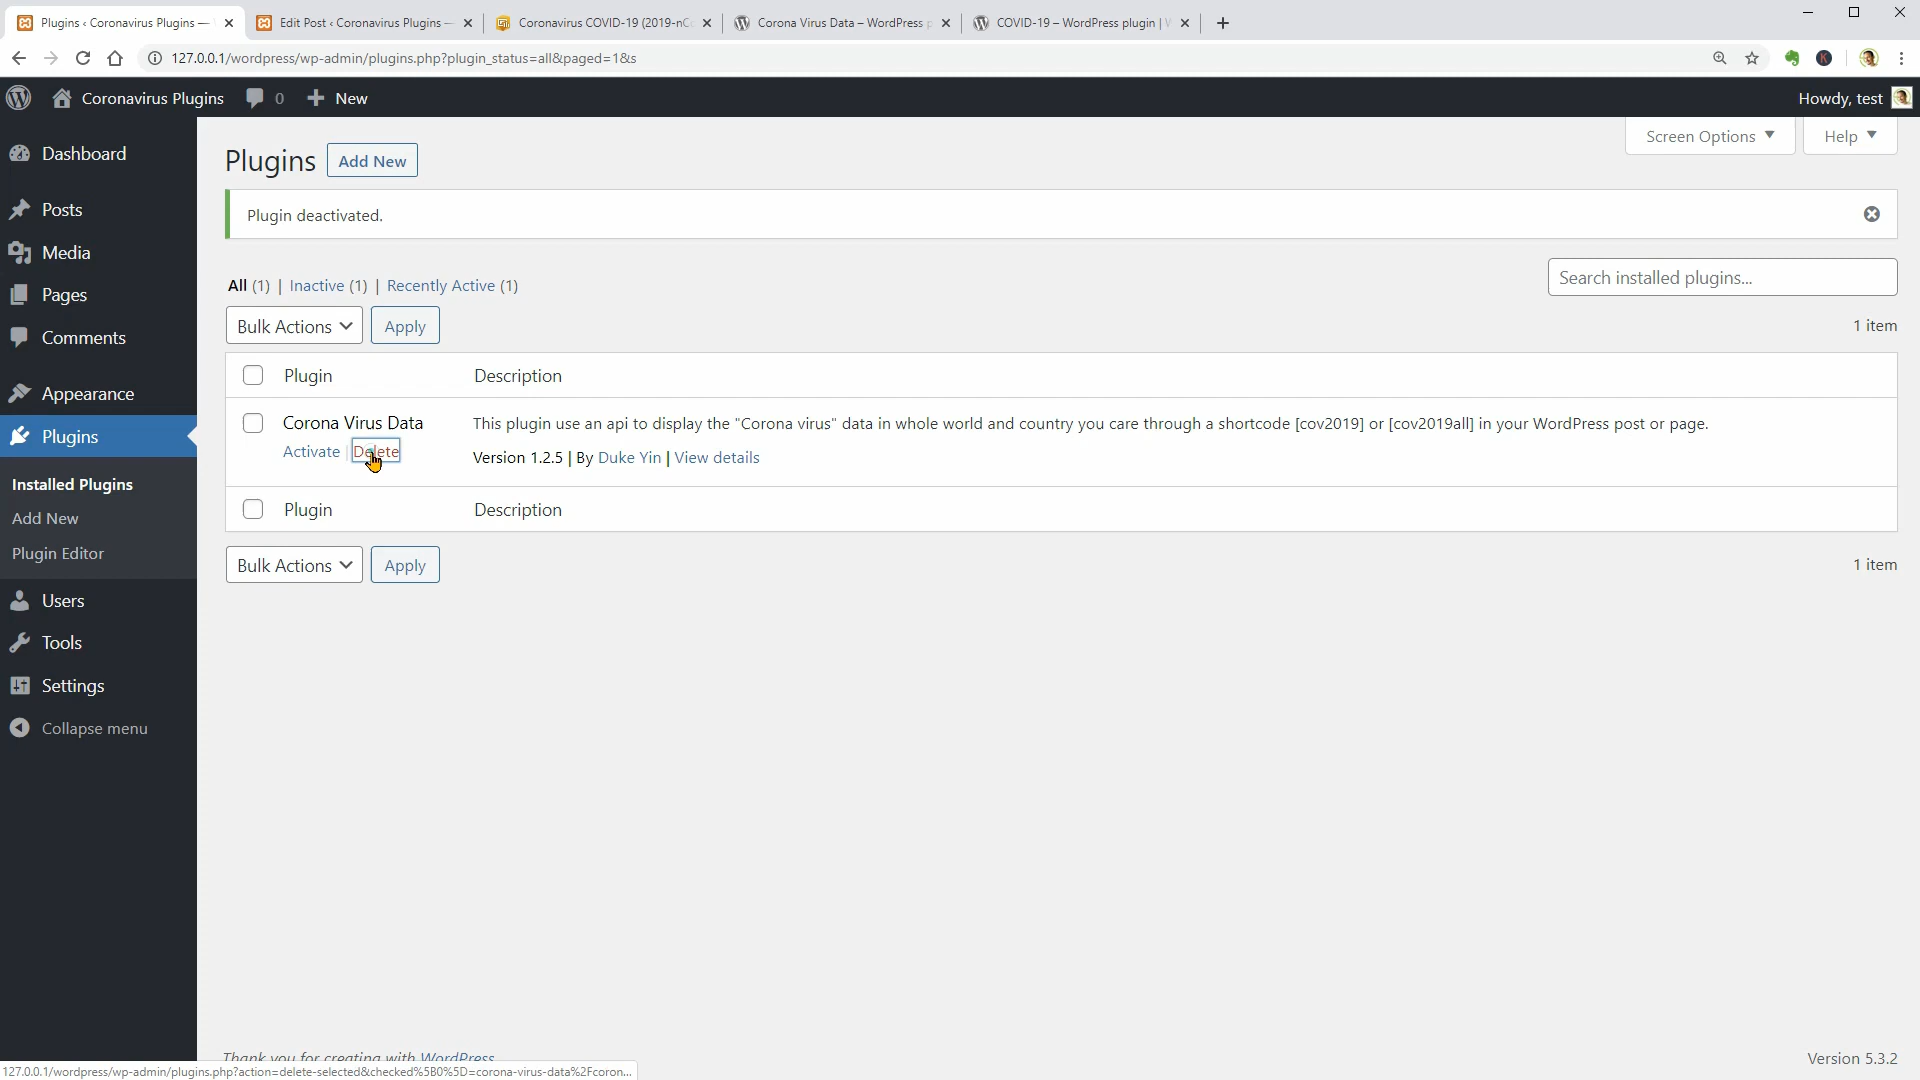 Plugins ‹ Coronavirus Plugins —
Edit Post ‹ Coronavirus Plugins —
Coronavirus COVID-19 (2019-nC
Corona Virus Data – WordPress p
COVID-19 – WordPress plugin | W
127.0.0.1/wordpress/wp-admin/plugins.php?plugin_status=all&paged=1&s
K
Coronavirus Plugins
0
New
Howdy, test
Dashboard
Posts
Media
Pages
Comments
Appearance
Plugins
Installed Plugins
Add New
Plugin Editor
Users
Tools
Settings
Collapse menu
Screen Options
Help
Plugins
Add New
Plugin deactivated.
All (1) | Inactive (1) | Recently Active (1)
Search installed plugins...
Bulk Actions
Apply
1 item
Plugin
Description
Corona Virus Data
Activate | Delete
This plugin use an api to display the "Corona virus" data in whole world and country you care through a shortcode [cov2019] or [cov2019all] in your WordPress post or page.
Version 1.2.5 | By Duke Yin | View details
Plugin
Description
Bulk Actions
Apply
1 item
Thank you for creating with WordPress
Version 5.3.2
127.0.0.1/wordpress/wp-admin/plugins.php?action=delete-selected&checked%5B0%5D=corona-virus-data%2Fcoron...